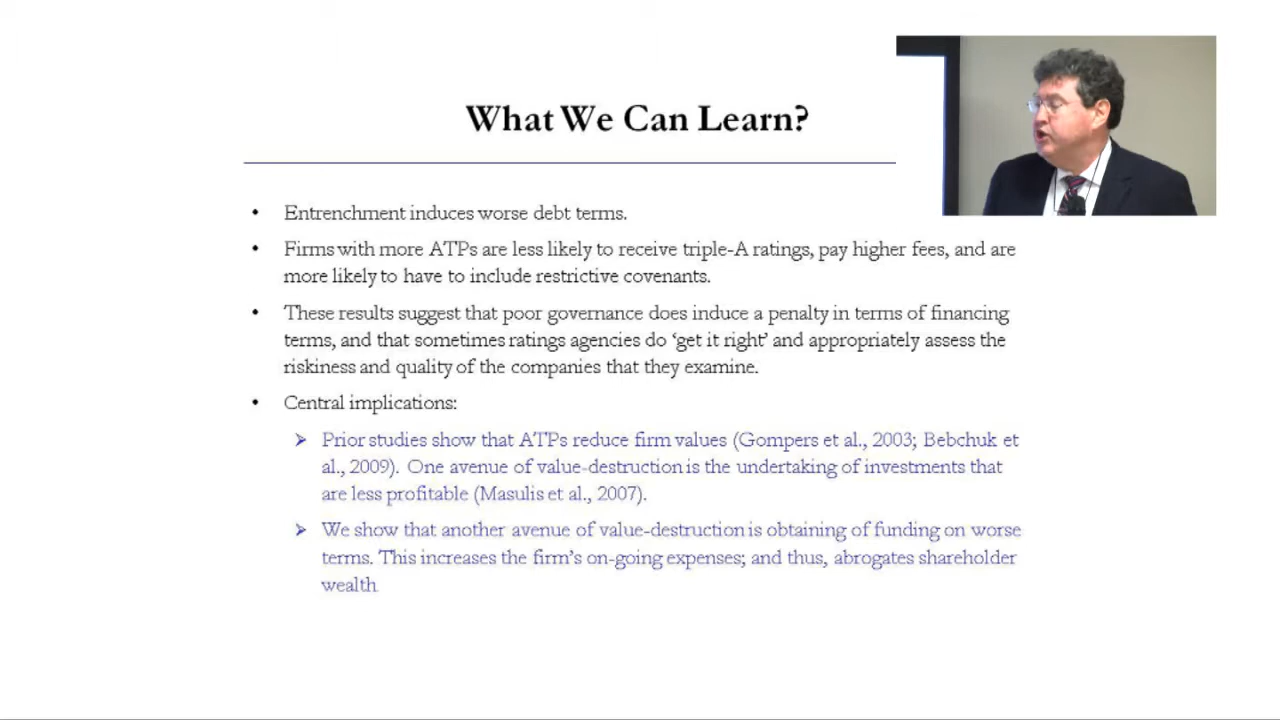 What We Can Learn?
• Entrenchment induces worse debt terms.
• Firms with more ATPs are less likely to receive triple-A ratings, pay higher fees, and are
more likely to have to include restrictive covenants.
• These results suggest that poor governance does induce a penalty in terms of financing
terms, and that sometimes ratings agencies do ‘get it right’ and appropriately assess the
riskiness and quality of the companies that they examine.
• Central implications:
➢ Prior studies show that ATPs reduce firm values (Gompers et al., 2003; Bebchuk et
al., 2009). One avenue of value-destruction is the undertaking of investments that
are less profitable (Masulis et al., 2007).
➢ We show that another avenue of value-destruction is obtaining of funding on worse
terms. This increases the firm’s on-going expenses; and thus, abrogates shareholder
wealth.